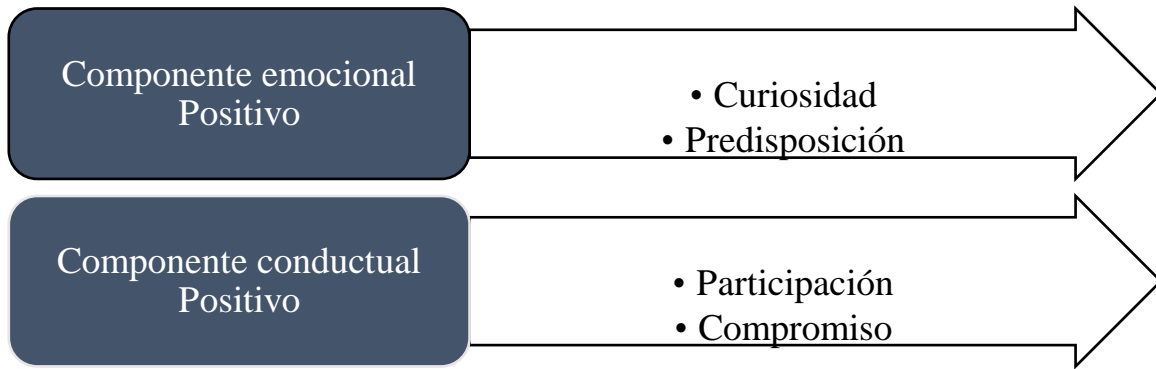 Componente emocional
Positivo
• Curiosidad
• Predisposición
Componente conductual
Positivo
• Participación
• Compromiso